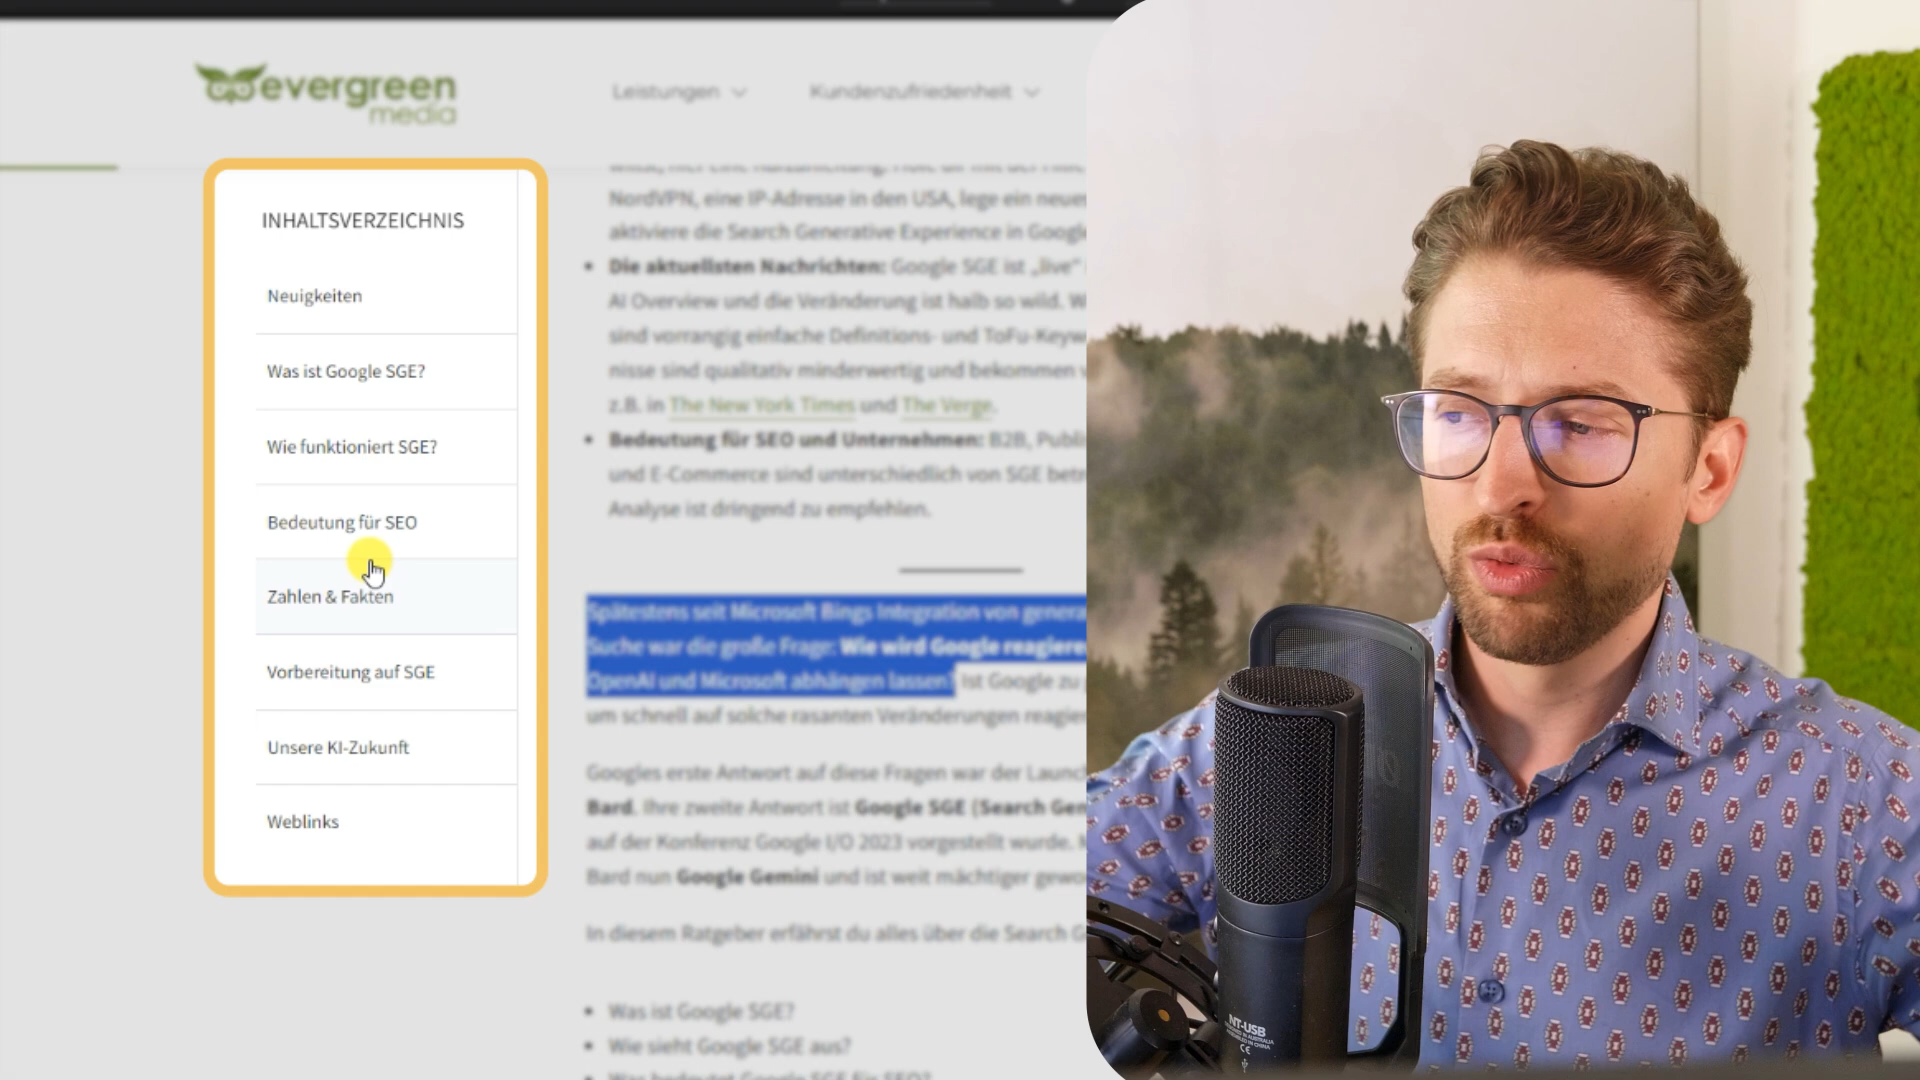 evergreen
media
Leistungen
Kundenzufriedenheit
INHALTSVERZEICHNIS
Neuigkeiten
Was ist Google SGE?
Wie funktioniert SGE?
Bedeutung für SEO
Zahlen & Fakten
Vorbereitung auf SGE
Unsere KI-Zukunft
Weblinks
NordVPN, eine IP-Adresse in den USA, lege ein neues
aktiviere die Search Generative Experience in Google
• Die aktuellsten Nachrichten: Google SGE ist „live“
AI Overview und die Veränderung ist halb so wild. W
sind vorrangig einfache Definitions- und ToFu-Keyw
nisse sind qualitativ minderwertig und bekommen
z.B. in The New York Times und The Verge.
• Bedeutung für SEO und Unternehmen: B2B, Publi
und E-Commerce sind unterschiedlich von SGE betr
Analyse ist dringend zu empfehlen.
Spätestens seit Microsoft Bings Integration von genera
Suche war die große Frage: Wie wird Google reagiere
OpenAI und Microsoft abhängen lassen? Ist Google zu
um schnell auf solche rasanten Veränderungen reagie
Googles erste Antwort auf diese Fragen war der Launc
Bard. Ihre zweite Antwort ist Google SGE (Search Gen
auf der Konferenz Google I/O 2023 vorgestellt wurde.
Bard nun Google Gemini und ist weit mächtiger gewo
In diesem Ratgeber erfährst du alles über die Search G
• Was ist Google SGE?
• Wie sieht Google SGE aus?
• Was bedeutet Google SGE für SEO?
NT-USB